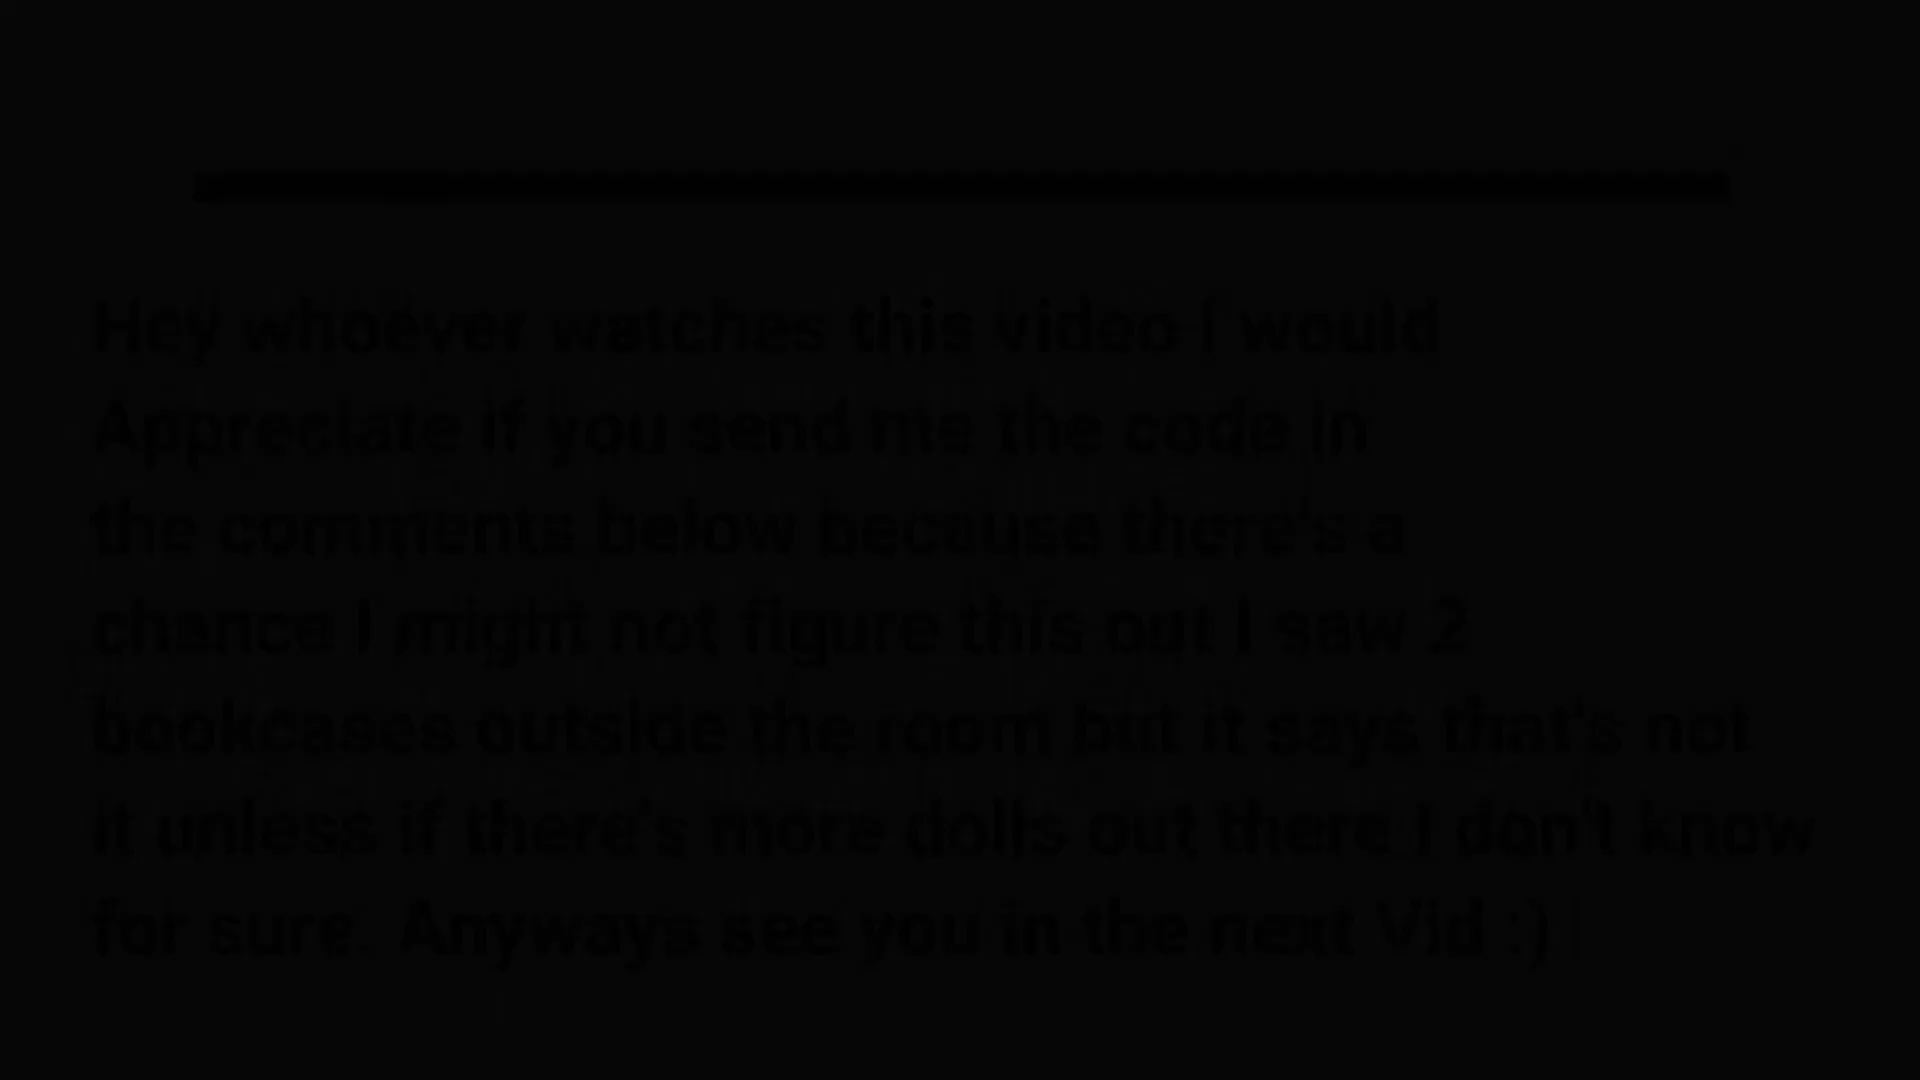 Hey whoever watches this video I would
Appreciate if you send me the code in
the comments below because there's a
chance I might not figure this out I saw 2
bookcases outside the room but it says that's not
it unless if there's more dolls out there I don't know
for sure. Anyways see you in the next Vid :)